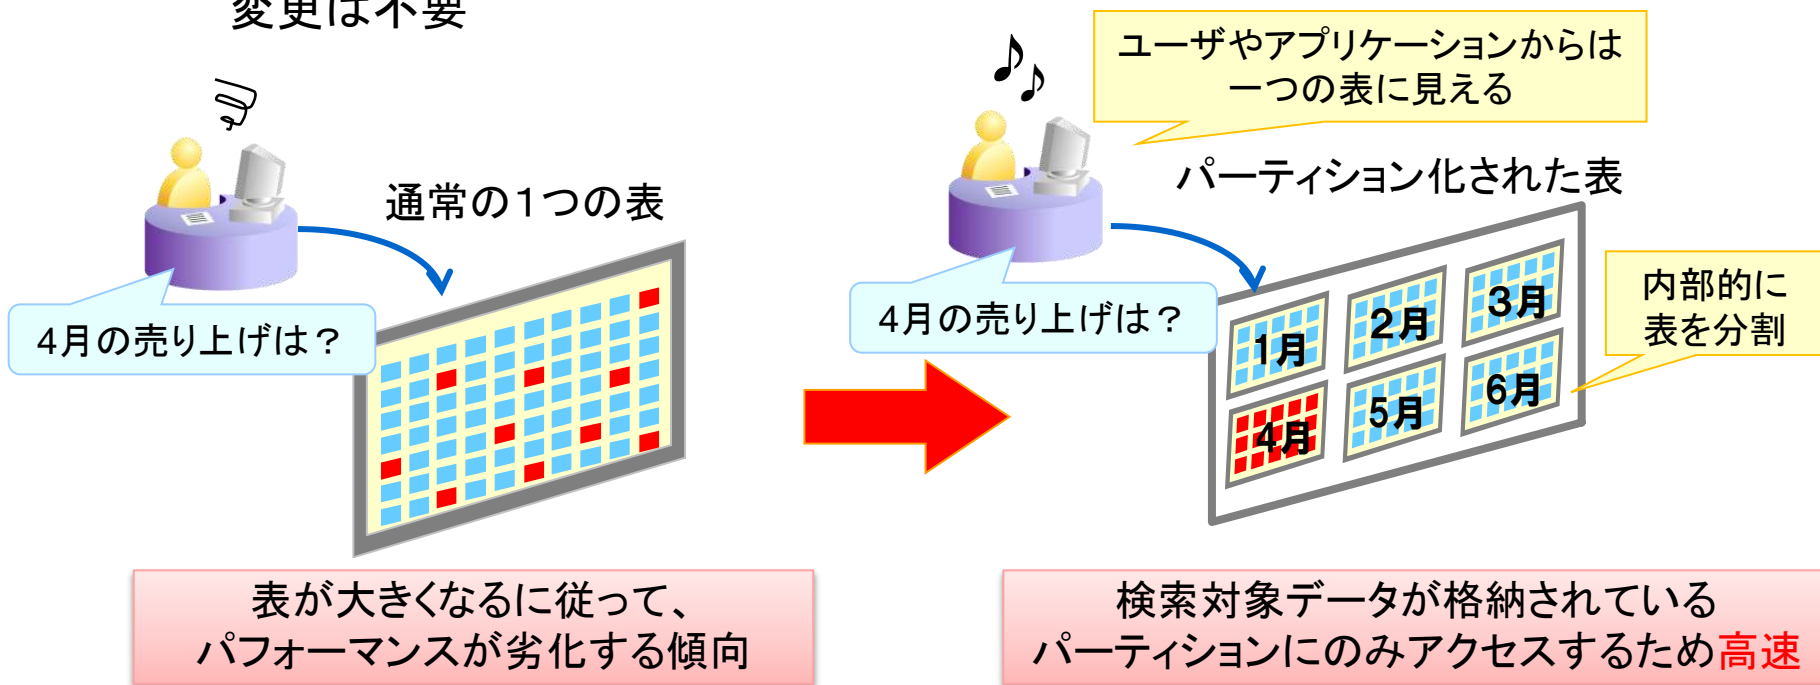 変更は不要
ユーザやアプリケーションからは
一つの表に見える
通常の1つの表
パーティション化された表
4月の売り上げは？
4月の売り上げは？
内部的に
表を分割
1月
2月
3月
4月
5月
6月
表が大きくなるに従って、
パフォーマンスが劣化する傾向
検索対象データが格納されている
パーティションにのみアクセスするため高速